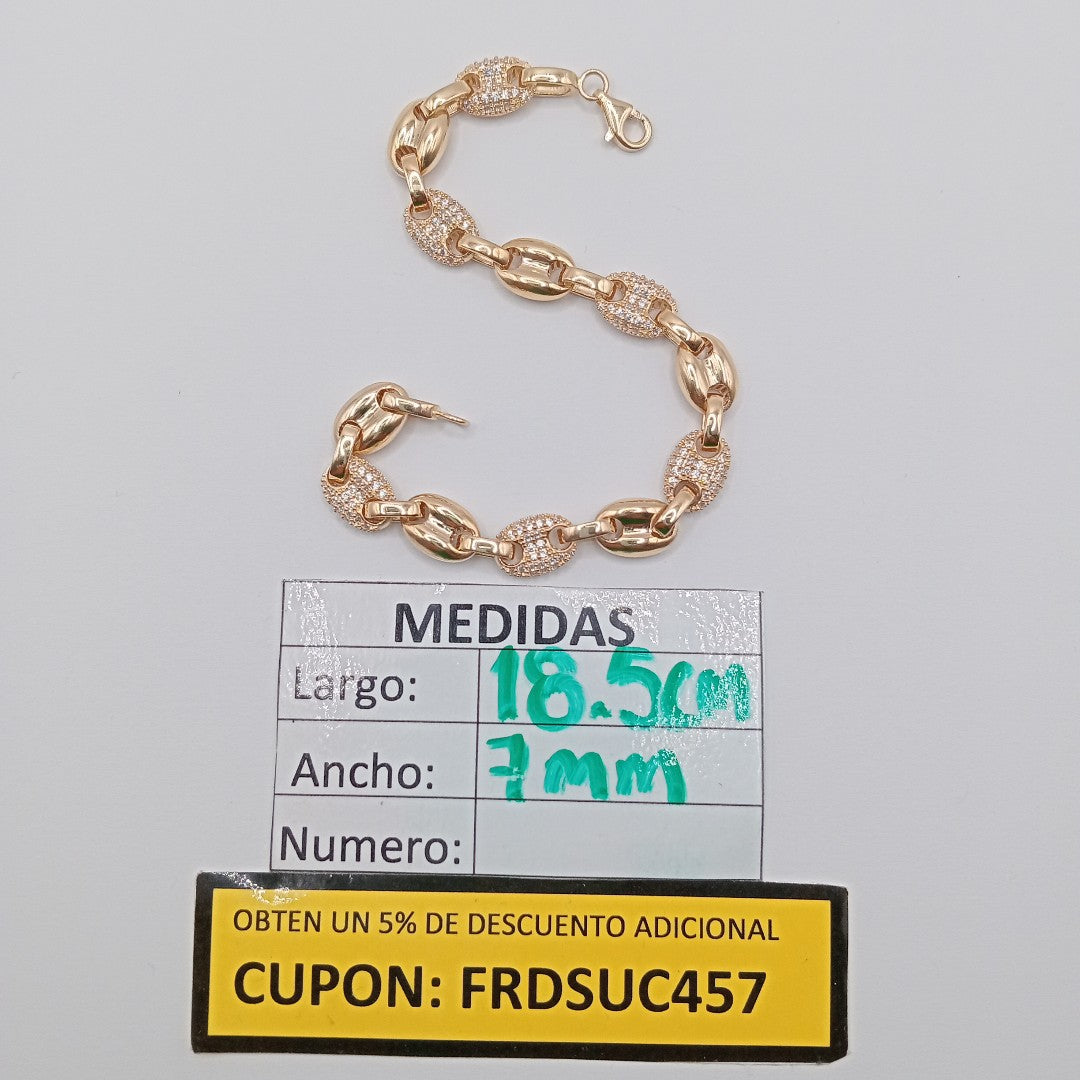 MEDIDAS
Largo: 18.5cm
Ancho: 7mm
Numero:
OBTEN UN 5% DE DESCUENTO ADICIONAL
CUPON: FRDSUC457